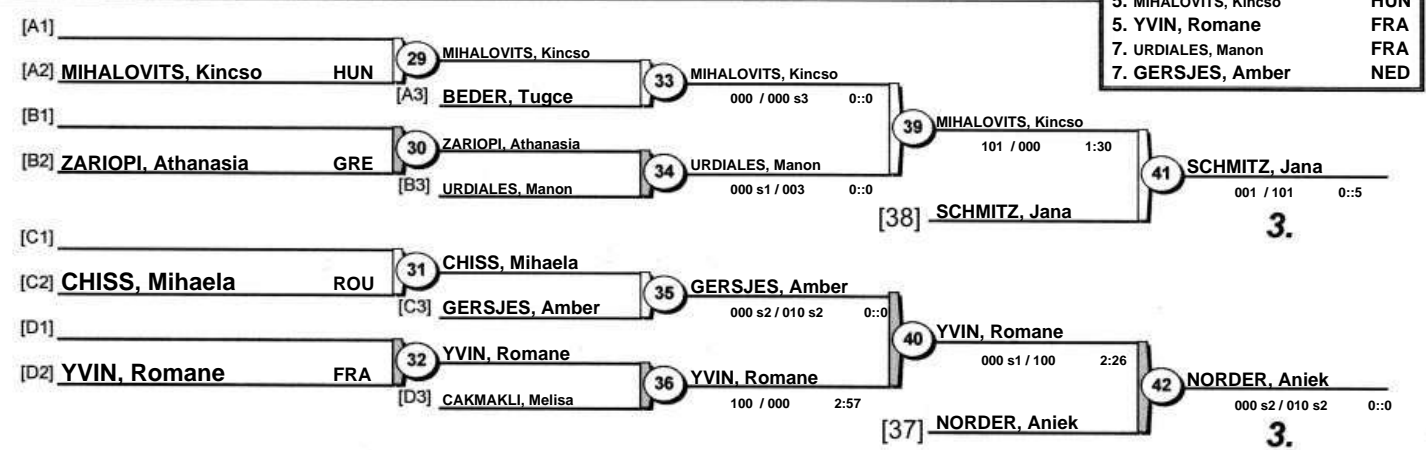 5. MIHALOVITS, Kincso HUN
5. YVIN, Romane FRA
7. URDIALES, Manon FRA
7. GERSJES, Amber NED
[A1]
[A2] MIHALOVITS, Kincso HUN
29
MIHALOVITS, Kincso
[A3] BEDER, Tugce
33
MIHALOVITS, Kincso
000 / 000 s3 0::0
[B1]
[B2] ZARIOPI, Athanasia GRE
30
ZARIOPI, Athanasia
[B3] URDIALES, Manon
34
URDIALES, Manon
000 s1 / 003 0::0
39
MIHALOVITS, Kincso
101 / 000 1:30
[38] SCHMITZ, Jana
41
SCHMITZ, Jana
001 / 101 0::5
3.
[C1]
[C2] CHISS, Mihaela ROU
31
CHISS, Mihaela
[C3] GERSJES, Amber
35
GERSJES, Amber
000 s2 / 010 s2 0::0
[D1]
[D2] YVIN, Romane FRA
32
YVIN, Romane
[D3] CAKMAKLI, Melisa
36
YVIN, Romane
100 / 000 2:57
40
YVIN, Romane
000 s1 / 100 2:26
[37] NORDER, Aniek
42
NORDER, Aniek
000 s2 / 010 s2 0::0
3.